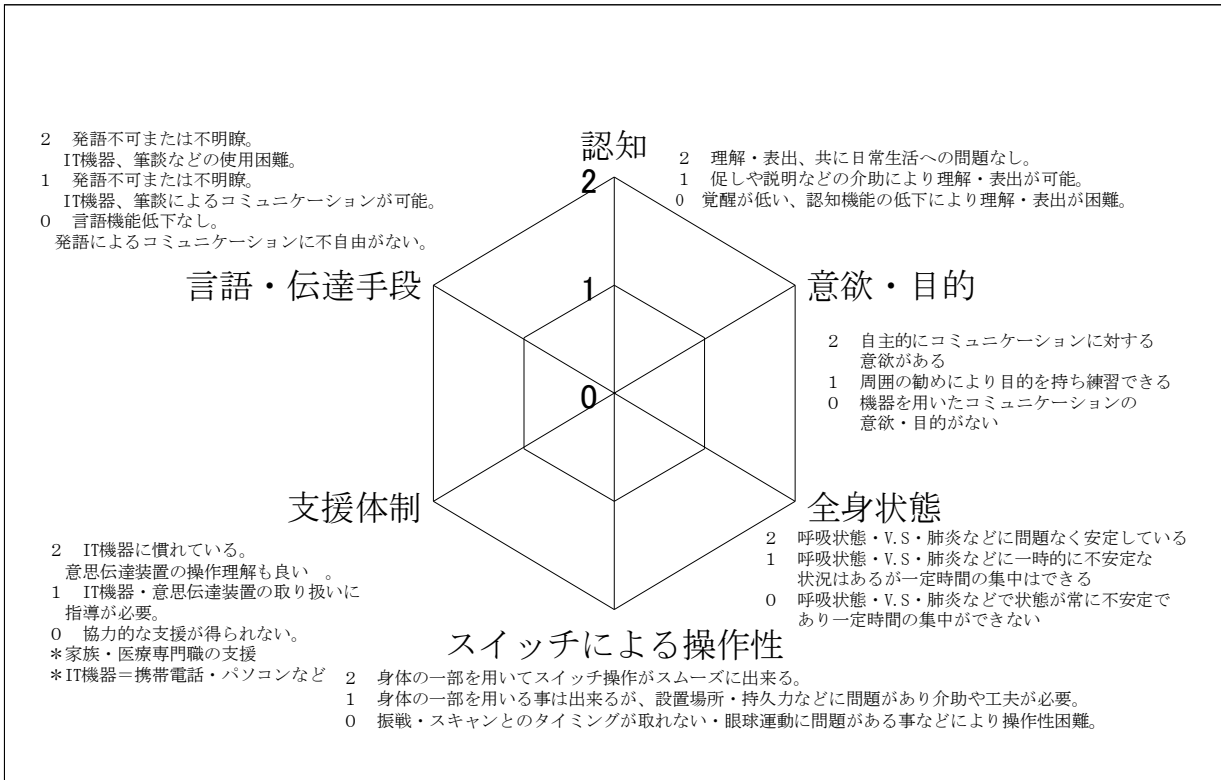 認知
2　理解・表出、共に日常生活への問題なし。
1　促しや説明などの介助により理解・表出が可能。
0　覚醒が低い、認知機能の低下により理解・表出が困難。
2　発語不可または不明瞭。
IT機器、筆談などの使用困難。
1　発語不可または不明瞭。
IT機器、筆談によるコミュニケーションが可能。
0　言語機能低下なし。
発語によるコミュニケーションに不自由がない。
言語・伝達手段
2
1
0
意欲・目的
2　自主的にコミュニケーションに対する
意欲がある
1　周囲の勧めにより目的を持ち練習できる
0　機器を用いたコミュニケーションの
意欲・目的がない
支援体制
2　IT機器に慣れている。
意思伝達装置の操作理解も良い　。
1　IT機器・意思伝達装置の取り扱いに
指導が必要。
0　協力的な支援が得られない。
＊家族・医療専門職の支援
＊IT機器＝携帯電話・パソコンなど
全身状態
2　呼吸状態・V.S・肺炎などに問題なく安定している
1　呼吸状態・V.S・肺炎などに一時的に不安定な
状況はあるが一定時間の集中はできる
0　呼吸状態・V.S・肺炎などで状態が常に不安定で
あり一定時間の集中ができない
スイッチによる操作性
2　身体の一部を用いてスイッチ操作がスムーズに出来る。
1　身体の一部を用いる事は出来るが、設置場所・持久力などに問題があり介助や工夫が必要。
0　振戦・スキャンとのタイミングが取れない・眼球運動に問題がある事などにより操作性困難。